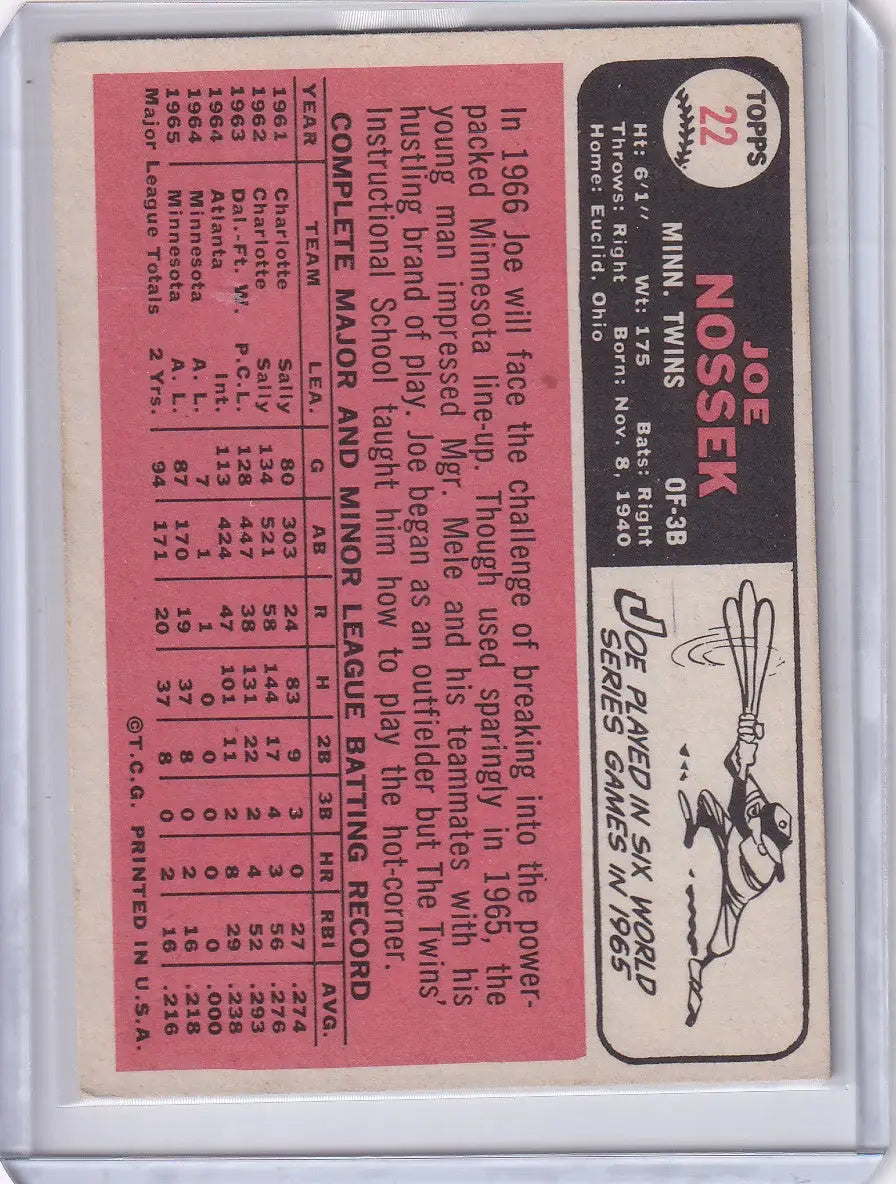 TOPPS
22
JOE
NOSSEK
MINN. TWINS OF-3B
Ht: 6'1" Wt: 175 Bats: Right
Throws: Right Born: Nov. 8, 1940
Home: Euclid, Ohio
JOE PLAYED IN SIX WORLD
SERIES GAMES IN 1965
In 1966 Joe will face the challenge of breaking into the power-
packed Minnesota line-up. Though used sparingly in 1965, the
young man impressed Mgr. Mele and his teammates with his
hustling brand of play. Joe began as an outfielder but The Twins'
Instructional School taught him how to play the hot-corner.
COMPLETE MAJOR AND MINOR LEAGUE BATTING RECORD
YEAR TEAM LEA. G AB R H 2B 3B HR RBI AVG.
1961 Charlotte Sally 80 303 24 83 9 3 0 27 .274
1962 Charlotte Sally 134 521 58 144 17 4 3 56 .276
1963 Dal.-Ft. W. P.C.L. 128 447 38 131 22 2 4 52 .293
1964 Atlanta Int. 113 424 47 101 11 2 8 29 .238
1964 Minnesota A. L. 7 1 1 0 0 0 0 0 .000
1965 Minnesota A. L. 87 170 19 37 8 0 2 16 .218
Major League Totals 2 Yrs. 94 171 20 37 8 0 2 16 .216
©T.C.G. PRINTED IN U.S.A.